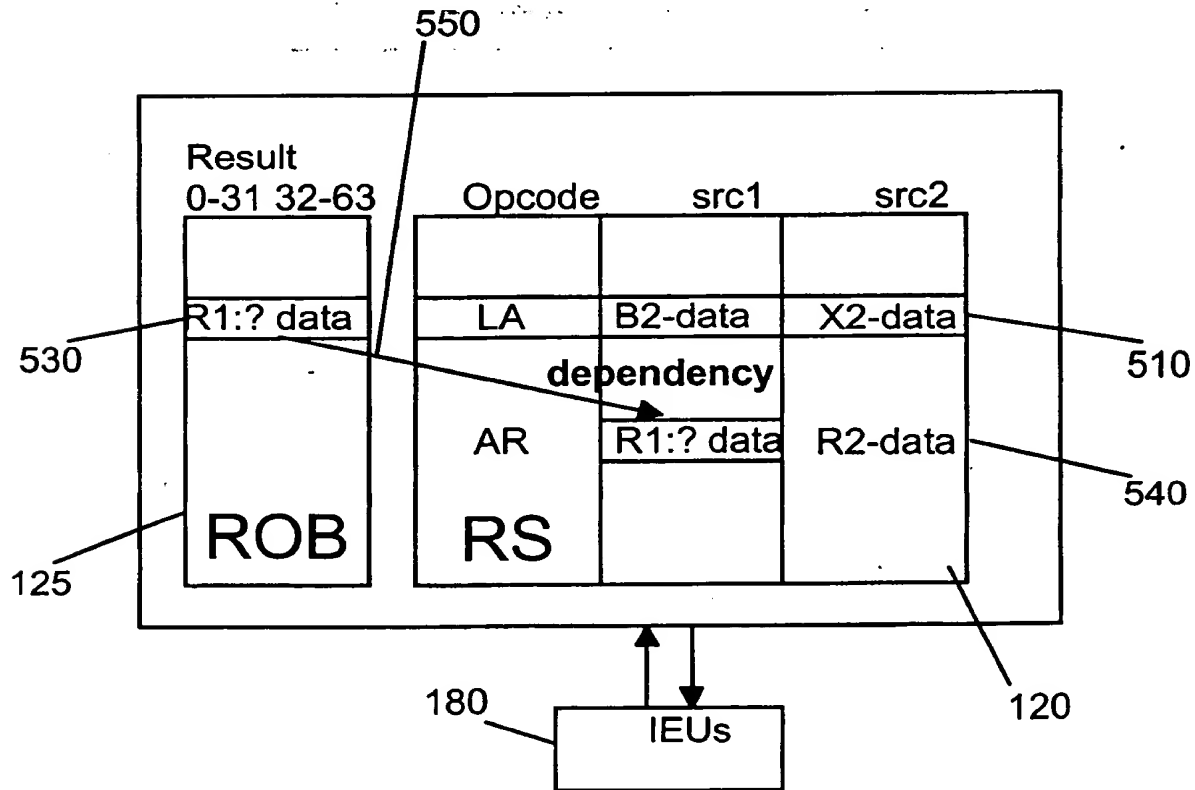 550
Result
0-31 32-63
Opcode src1 src2
R1:? data LA B2-data X2-data
530
510
dependency
AR R1:? data R2-data
540
ROB RS
125
120
180
IEUs